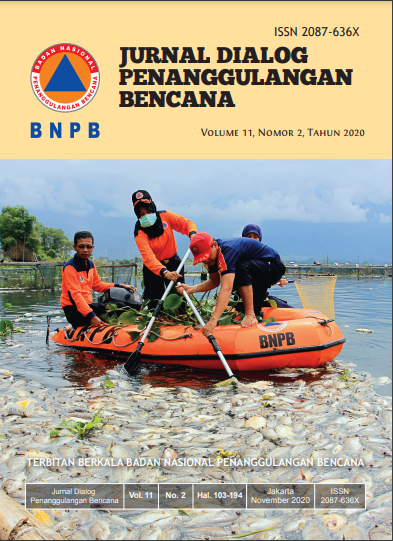 ISSN 2087-636X
BADAN NASIONAL
PENANGGULANGAN BENCANA
BNPB
JURNAL DIALOG
PENANGGULANGAN
BENCANA
VOLUME 11, NOMOR 2, TAHUN 2020
BNPB
TERBITAN BERKALA BADAN NASIONAL PENANGGULANGAN BENCANA
Jurnal Dialog
Penanggulangan Bencana
Vol. 11
No. 2
Hal. 103-194
Jakarta
November 2020
ISSN
2087-636X